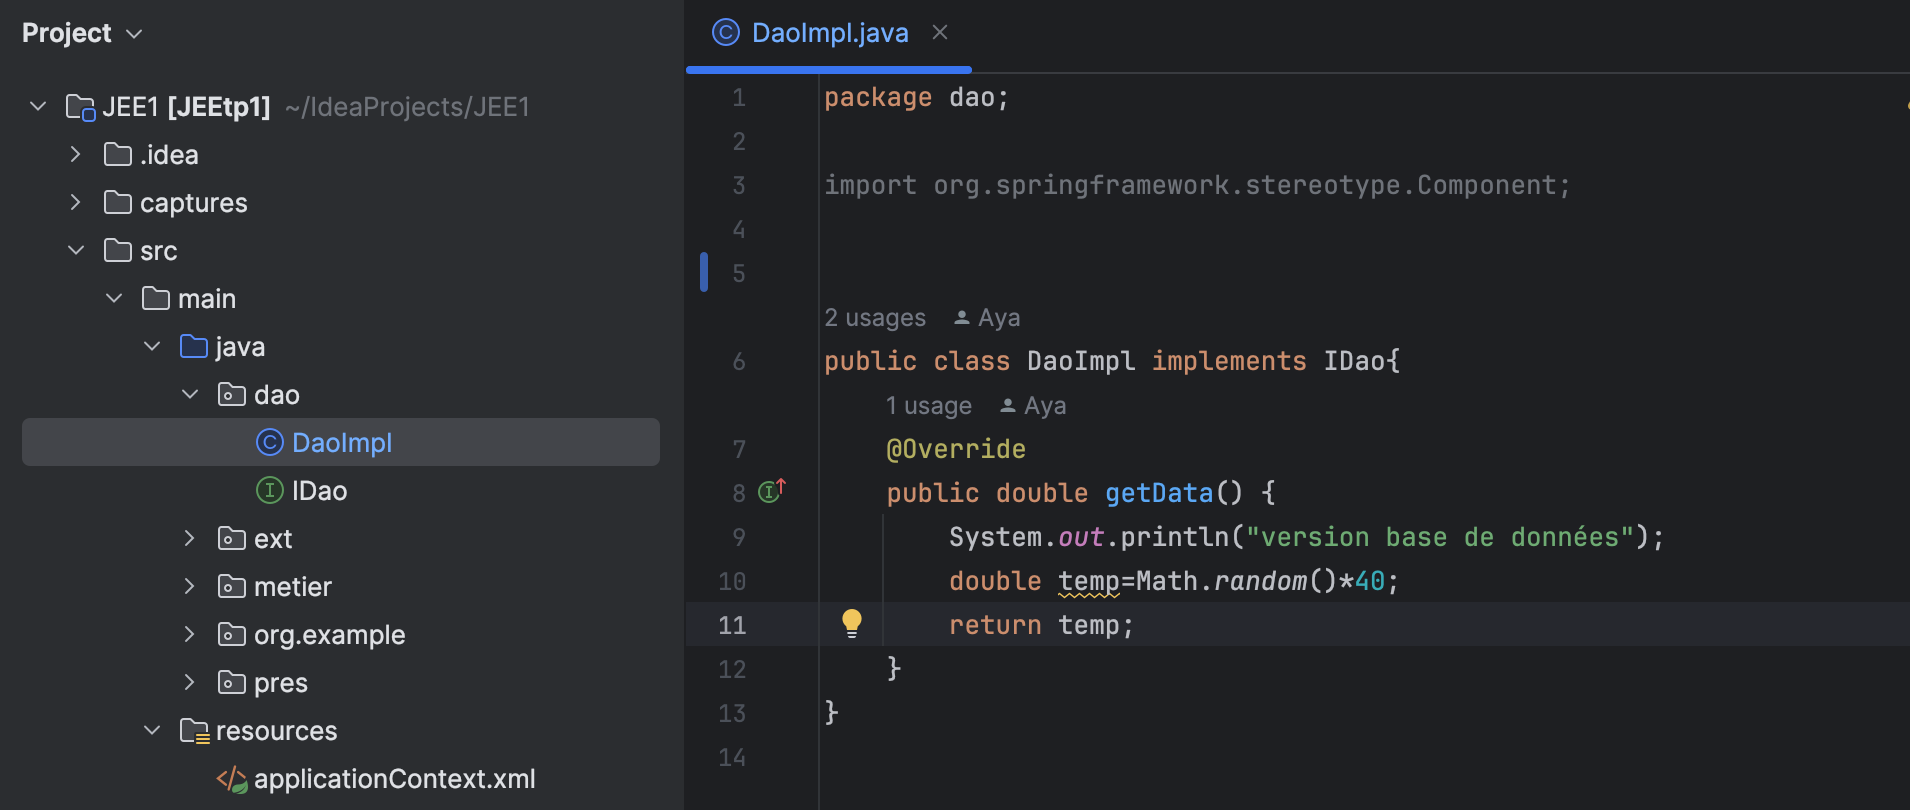 Project
JEE1 [JEEtp1] ~/IdeaProjects/JEE1
.idea
captures
src
main
java
dao
DaoImpl
IDao
ext
metier
org.example
pres
resources
applicationContext.xml
DaoImpl.java
1 package dao;
2
3 import org.springframework.stereotype.Component;
4
5
2 usages Aya
6 public class DaoImpl implements IDao{
1 usage Aya
7 @Override
8 public double getData() {
9 System.out.println("version base de données");
10 double temp=Math.random()*40;
11 return temp;
12 }
13 }
14